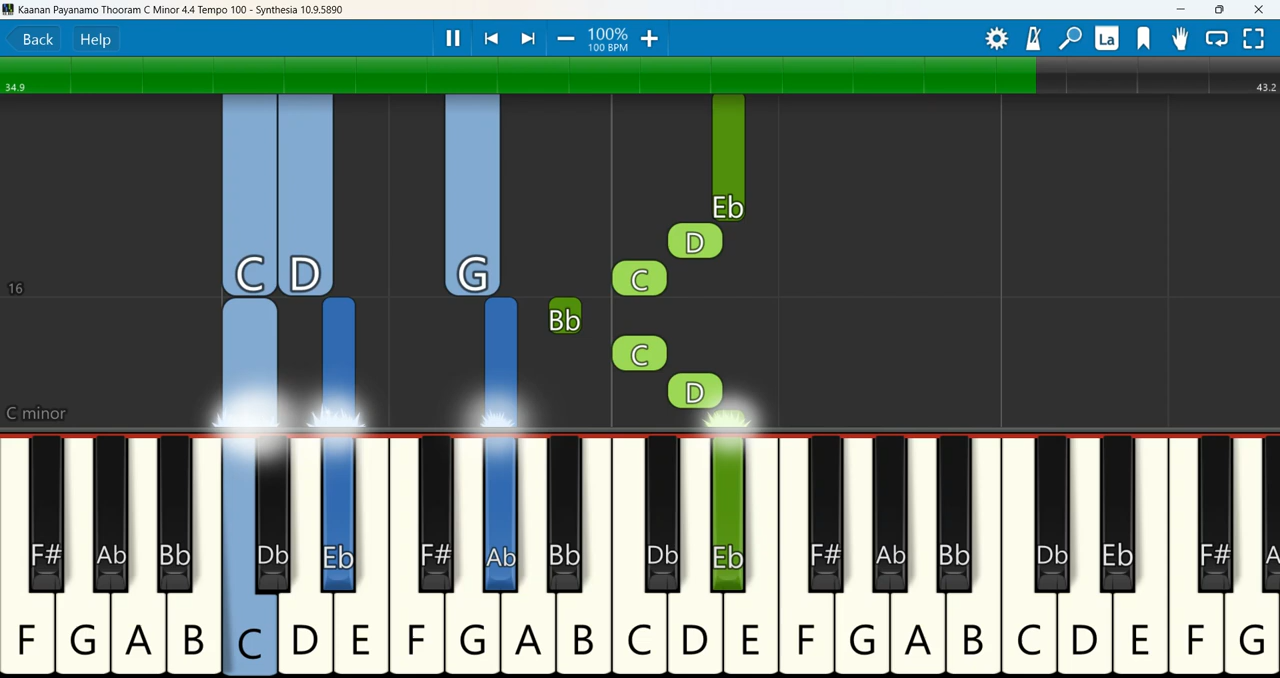 Kaanan Payanamo Thooram C Minor 4.4 Tempo 100 - Synthesia 10.9.5890
Back Help 100% La
100 BPM
34.9 43.2
Eb
D
C D G C
16
Bb
C
D
C minor
F# Ab Bb Db Eb F# Ab Bb Db Eb F# Ab Bb Db Eb F# A
F G A B C D E F G A B C D E F G A B C D E F G